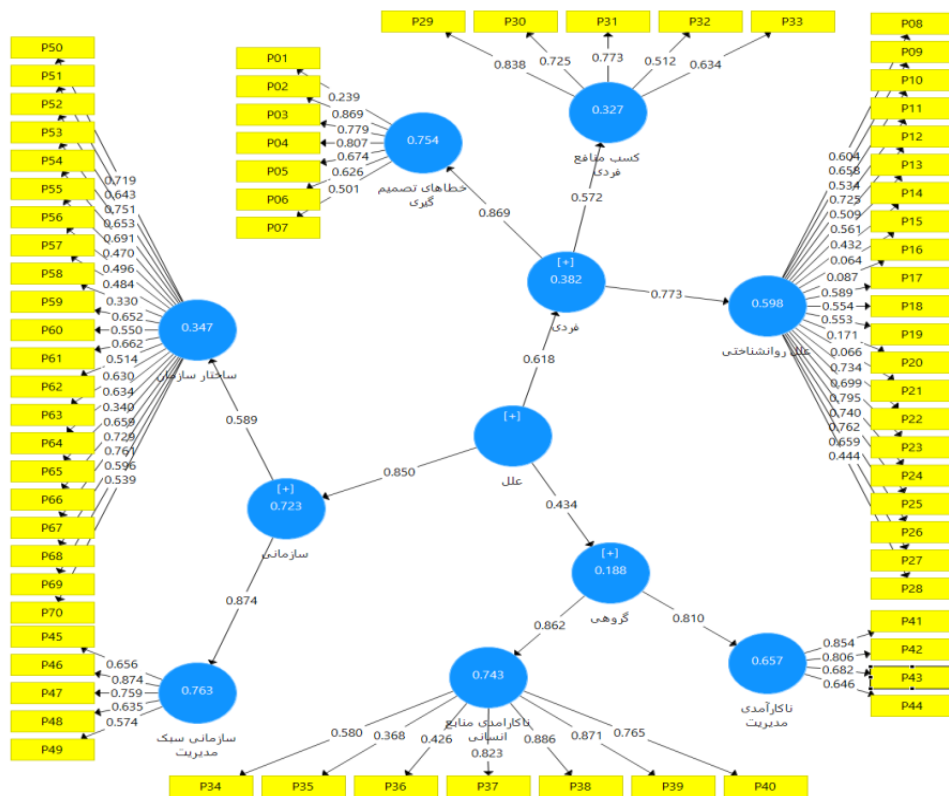 P29
P30
P31
P32
P33
0.838
0.725
0.773
0.512
0.634
0.327
کسب منافع
فردی
P01
P02
P03
P04
P05
P06
P07
0.239
0.869
0.779
0.807
0.674
0.626
0.501
0.754
خطاهای تصمیم
گیری
0.869
0.572
[+]
0.382
فردی
0.773
0.618
P08
P09
P10
P11
P12
P13
P14
P15
P16
P17
P18
P19
P20
P21
P22
P23
P24
P25
P26
P27
P28
0.604
0.658
0.534
0.725
0.509
0.561
0.432
0.064
0.087
0.589
0.554
0.553
0.171
0.066
0.734
0.699
0.795
0.740
0.762
0.659
0.444
0.598
علل روانشناختی
P50
P51
P52
P53
P54
P55
P56
P57
P58
P59
P60
P61
P62
P63
P64
P65
P66
P67
P68
P69
P70
0.719
0.643
0.751
0.653
0.691
0.470
0.496
0.484
0.330
0.652
0.550
0.662
0.514
0.630
0.634
0.340
0.659
0.729
0.761
0.596
0.539
0.347
ساختار سازمان
0.589
[+]
علل
0.850
0.434
[+]
0.723
سازمانی
0.874
[+]
0.188
گروهی
0.862
0.810
P45
P46
P47
P48
P49
0.656
0.874
0.759
0.635
0.574
0.763
سازمانی سبک
مدیریت
0.743
ناکارامدی منابع
انسانی
0.580
0.368
0.426
0.823
0.886
0.871
0.765
P34
P35
P36
P37
P38
P39
P40
0.657
ناکارآمدی
مدیریت
0.854
0.806
0.682
0.646
P41
P42
P43
P44